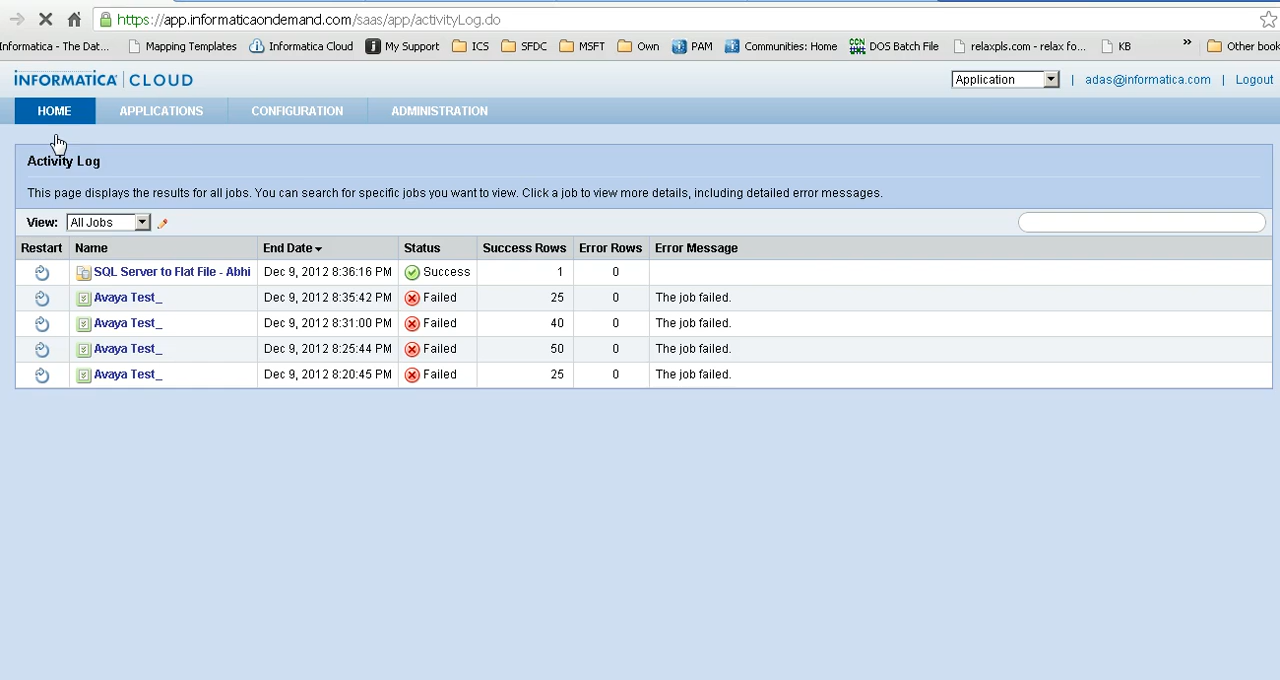 https://app.informaticaondemand.com/saas/app/activityLog.do
Informatica - The Dat... Mapping Templates Informatica Cloud My Support ICS SFDC MSFT Own PAM Communities: Home DOS Batch File relaxpls.com - relax fo... KB » Other book
INFORMATICA | CLOUD Application | adas@informatica.com | Logout
HOME APPLICATIONS CONFIGURATION ADMINISTRATION
Activity Log
This page displays the results for all jobs. You can search for specific jobs you want to view. Click a job to view more details, including detailed error messages.
View: All Jobs
Restart Name End Date Status Success Rows Error Rows Error Message
SQL Server to Flat File - Abhi Dec 9, 2012 8:36:16 PM Success 1 0
Avaya Test_ Dec 9, 2012 8:35:42 PM Failed 25 0 The job failed.
Avaya Test_ Dec 9, 2012 8:31:00 PM Failed 40 0 The job failed.
Avaya Test_ Dec 9, 2012 8:25:44 PM Failed 50 0 The job failed.
Avaya Test_ Dec 9, 2012 8:20:45 PM Failed 25 0 The job failed.